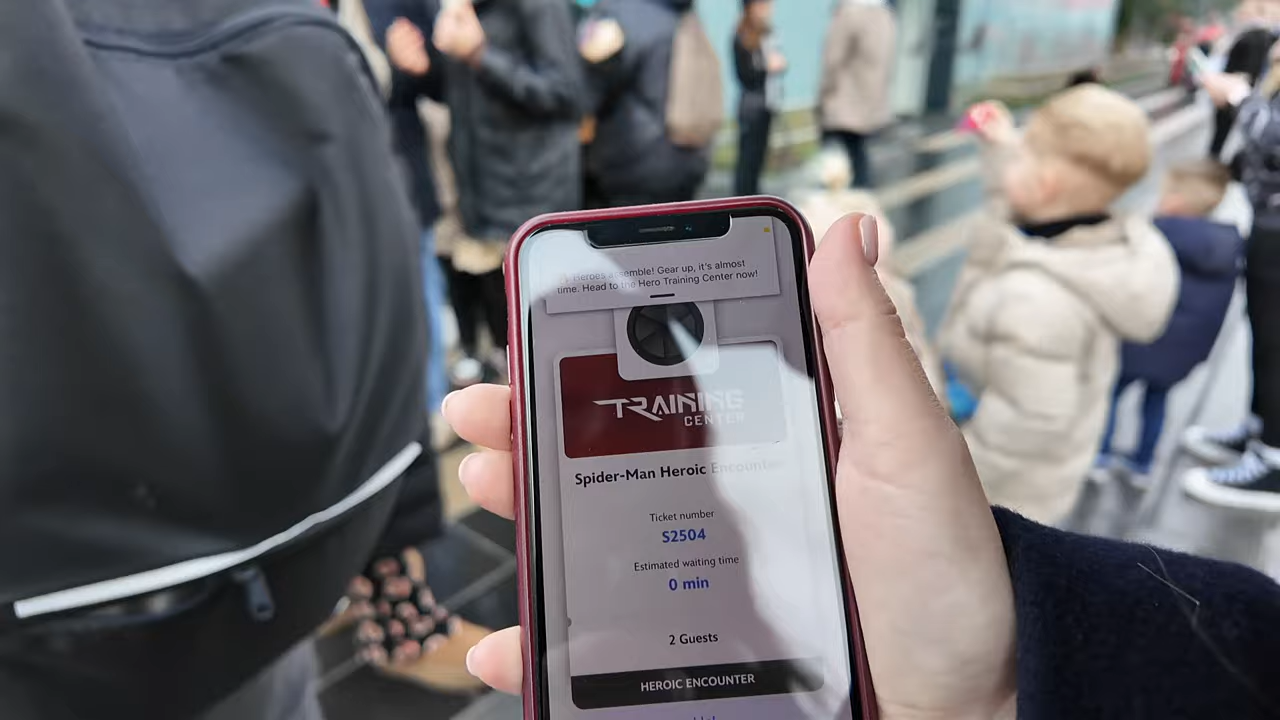 Heroes assemble! Gear up, it's almost
time. Head to the Hero Training Center now!
TRAINING
CENTER
Spider-Man Heroic Encounter
Ticket number
S2504
Estimated waiting time
0 min
2 Guests
HEROIC ENCOUNTER